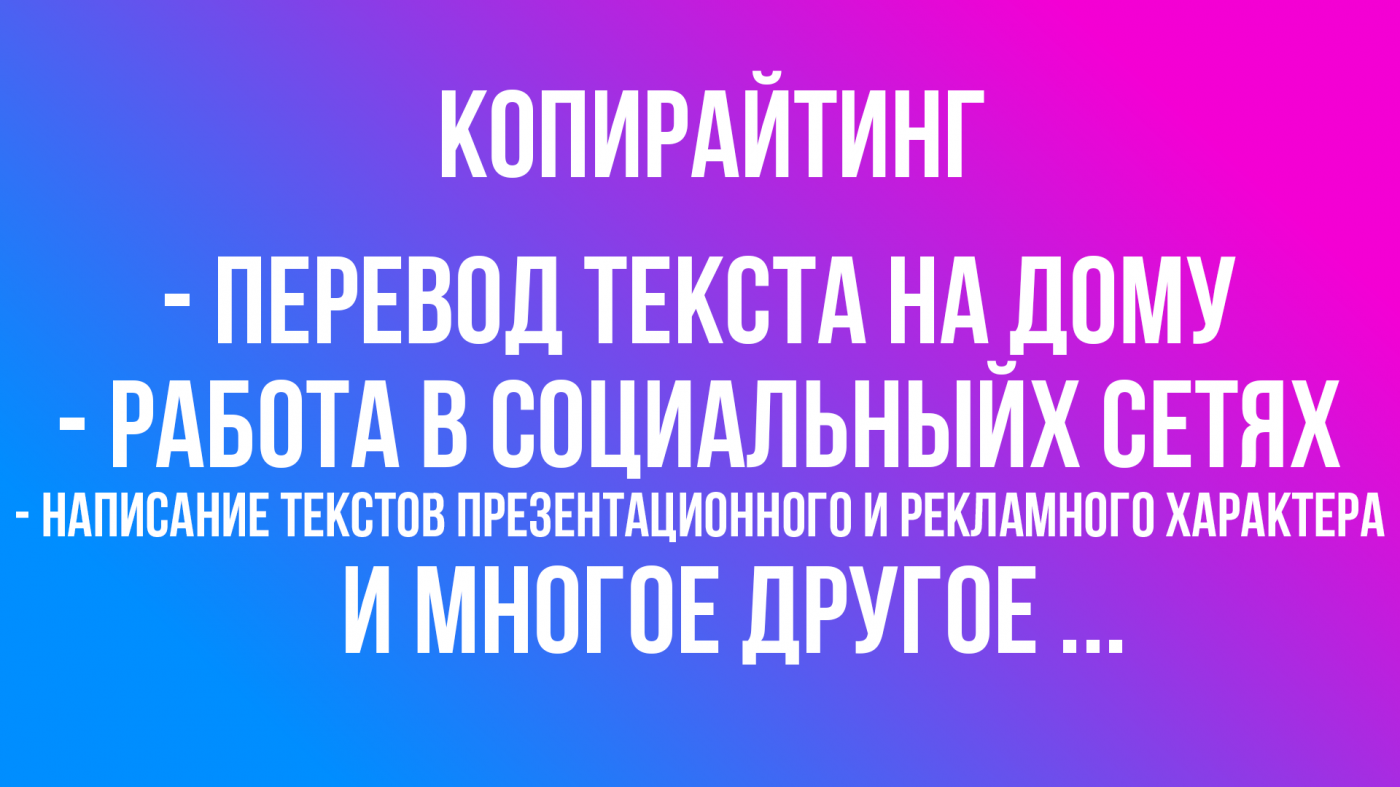 КОПИРАЙТИНГ
- ПЕРЕВОД ТЕКСТА НА ДОМУ
- РАБОТА В СОЦИАЛЬНЫЙХ СЕТЯХ
- НАПИСАНИЕ ТЕКСТОВ ПРЕЗЕНТАЦИОННОГО И РЕКЛАМНОГО ХАРАКТЕРА
И МНОГОЕ ДРУГОЕ ...